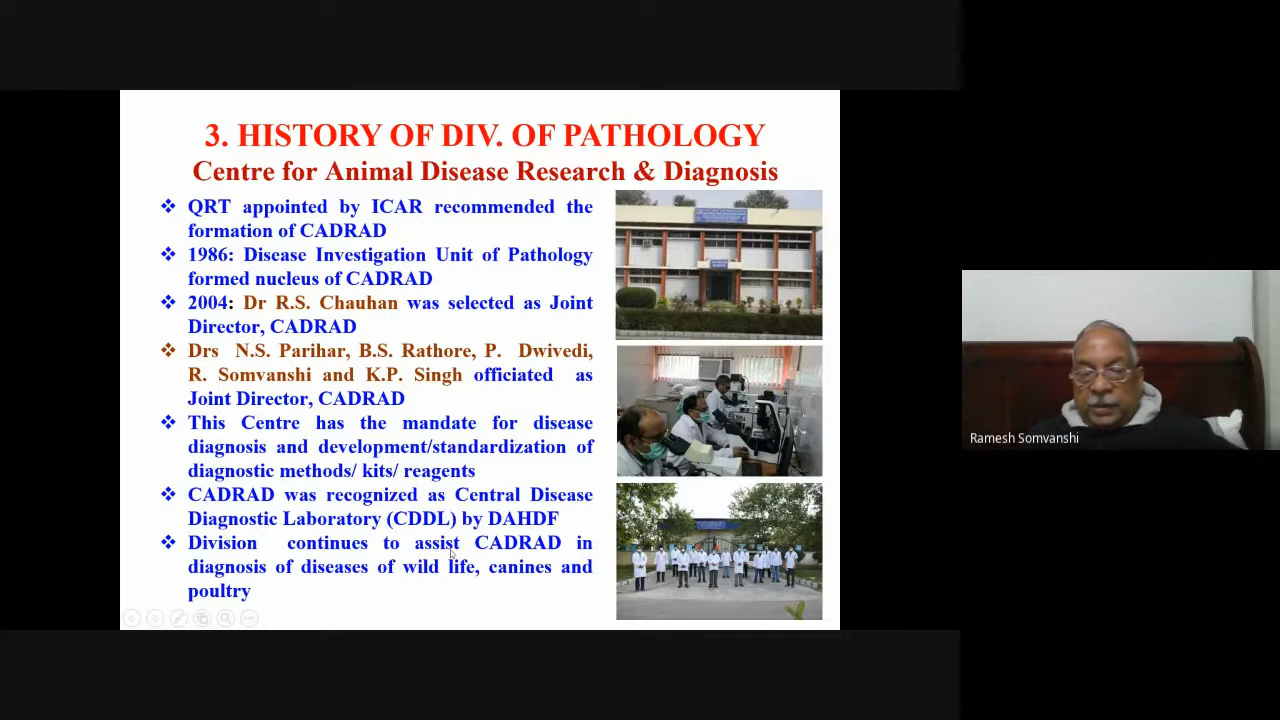 3. HISTORY OF DIV. OF PATHOLOGY
Centre for Animal Disease Research & Diagnosis
❖ QRT appointed by ICAR recommended the
formation of CADRAD
❖ 1986: Disease Investigation Unit of Pathology
formed nucleus of CADRAD
❖ 2004: Dr R.S. Chauhan was selected as Joint
Director, CADRAD
❖ Drs N.S. Parihar, B.S. Rathore, P. Dwivedi,
R. Somvanshi and K.P. Singh officiated as
Joint Director, CADRAD
❖ This Centre has the mandate for disease
diagnosis and development/standardization of
diagnostic methods/ kits/ reagents
❖ CADRAD was recognized as Central Disease
Diagnostic Laboratory (CDDL) by DAHDF
❖ Division continues to assist CADRAD in
diagnosis of diseases of wild life, canines and
poultry
Ramesh Somvanshi